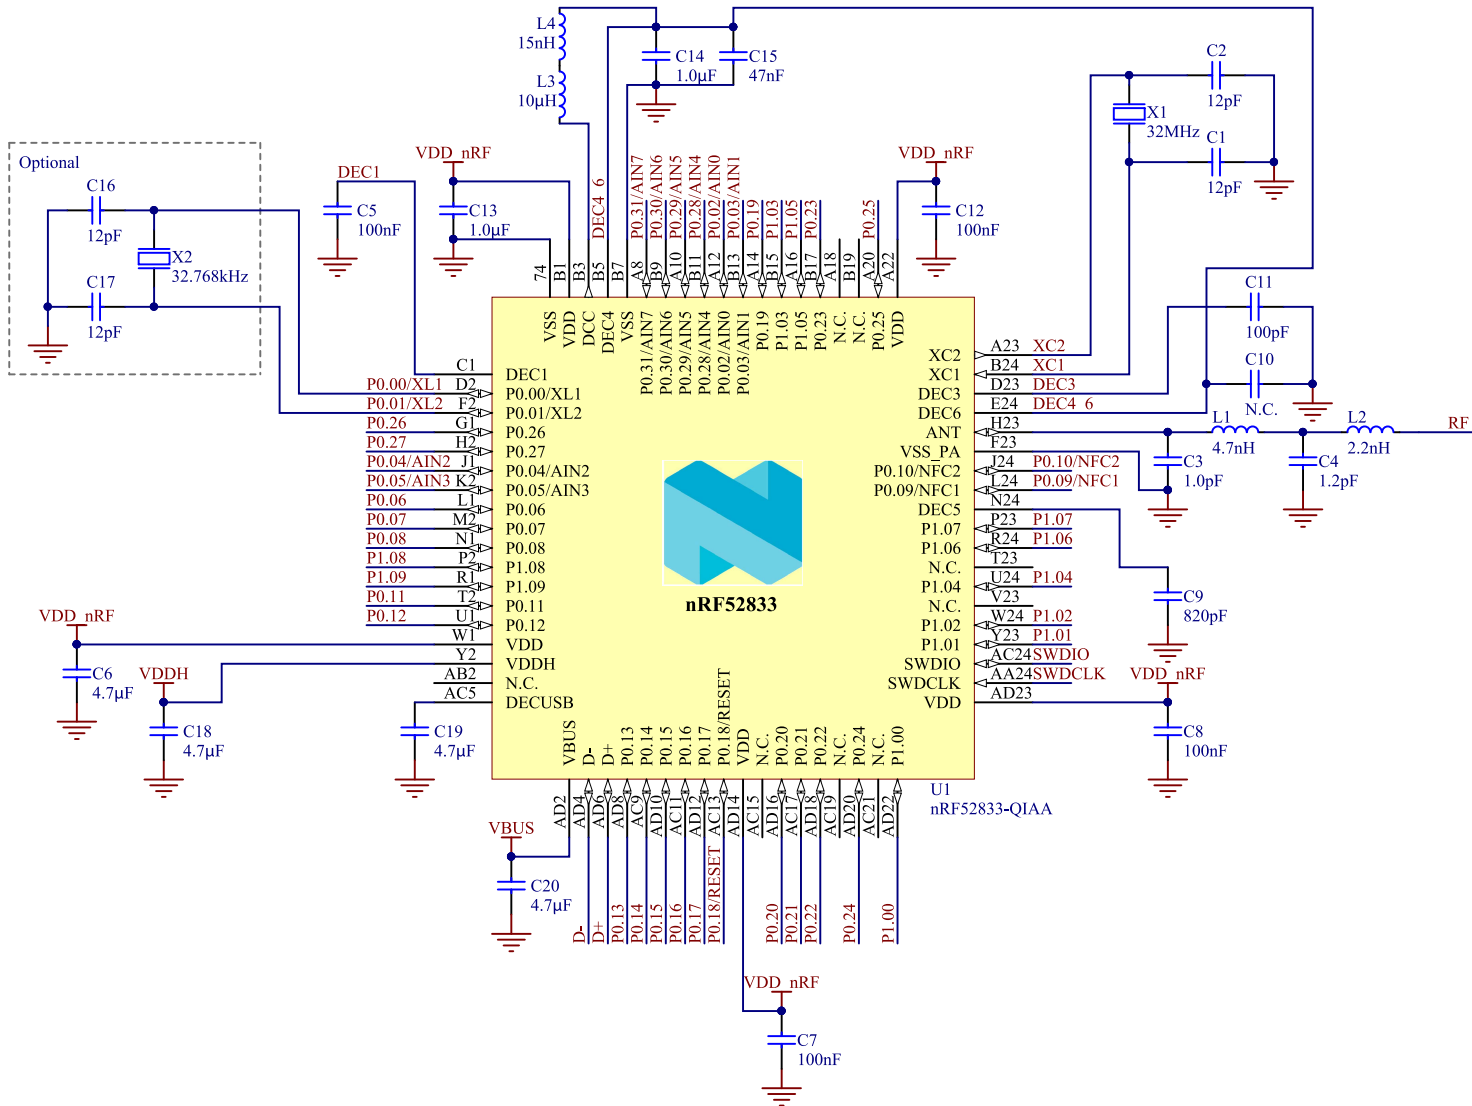 L4
15nH
L3
10µH
C14
1.0µF
C15
47nF
C2
12pF
X1
32MHz
C1
12pF
Optional
C16
12pF
X2
32.768kHz
C17
12pF
DEC1
C5
100nF
VDD_nRF
C13
1.0µF
DEC4_6
P0.31/AIN7
P0.30/AIN6
P0.29/AIN5
P0.28/AIN4
P0.02/AIN0
P0.03/AIN1
P0.19
P1.03
P1.05
P0.23
P0.25
VDD_nRF
C12
100nF
74
B1
B3
B5
B7
A8
B9
A10
B11
A12
B13
A14
B15
A16
B17
A18
B19
A20
A22
VSS
VDD
DCC
DEC4
VSS
P0.31/AIN7
P0.30/AIN6
P0.29/AIN5
P0.28/AIN4
P0.02/AIN0
P0.03/AIN1
P0.19
P1.03
P1.05
P0.23
N.C.
N.C.
P0.25
VDD
C11
100pF
C10
N.C.
C1
DEC1
P0.00/XL1 D2 P0.00/XL1
P0.01/XL2 F2 P0.01/XL2
P0.26 G1 P0.26
P0.27 H2 P0.27
P0.04/AIN2 J1 P0.04/AIN2
P0.05/AIN3 K2 P0.05/AIN3
P0.06 L1 P0.06
P0.07 M2 P0.07
P0.08 N1 P0.08
P1.08 P2 P1.08
P1.09 R1 P1.09
P0.11 T2 P0.11
P0.12 U1 P0.12
W1 VDD
Y2 VDDH
AB2 N.C.
AC5 DECUSB
XC2 A23 XC2
XC1 B24 XC1
DEC3 D23 DEC3
DEC6 E24 DEC4_6
ANT H23
VSS_PA F23
P0.10/NFC2 J24 P0.10/NFC2
P0.09/NFC1 L24 P0.09/NFC1
DEC5 N24
P1.07 P23 P1.07
P1.06 R24 P1.06
N.C. T23
P1.04 U24 P1.04
N.C. V23
P1.02 W24 P1.02
P1.01 Y23 P1.01
SWDIO AC24 SWDIO
SWDCLK AA24 SWDCLK
VDD AD23
L1
4.7nH
L2
2.2nH
RF
C3
1.0pF
C4
1.2pF
C9
820pF
VDD_nRF
C8
100nF
nRF52833
VDD_nRF
C6
4.7µF
VDDH
C18
4.7µF
C19
4.7µF
VBUS
D-
D+
P0.13
P0.14
P0.15
P0.16
P0.17
P0.18/RESET
VDD
N.C.
P0.20
P0.21
P0.22
N.C.
P0.24
N.C.
P1.00
U1
nRF52833-QIAA
AD2
AD4
AD6
AD8
AC9
AD10
AC11
AD12
AC13
AD14
AC15
AD16
AC17
AD18
AC19
AD20
AC21
AD22
VBUS
C20
4.7µF
D-
D+
P0.13
P0.14
P0.15
P0.16
P0.17
P0.18/RESET
P0.20
P0.21
P0.22
P0.24
P1.00
VDD_nRF
C7
100nF